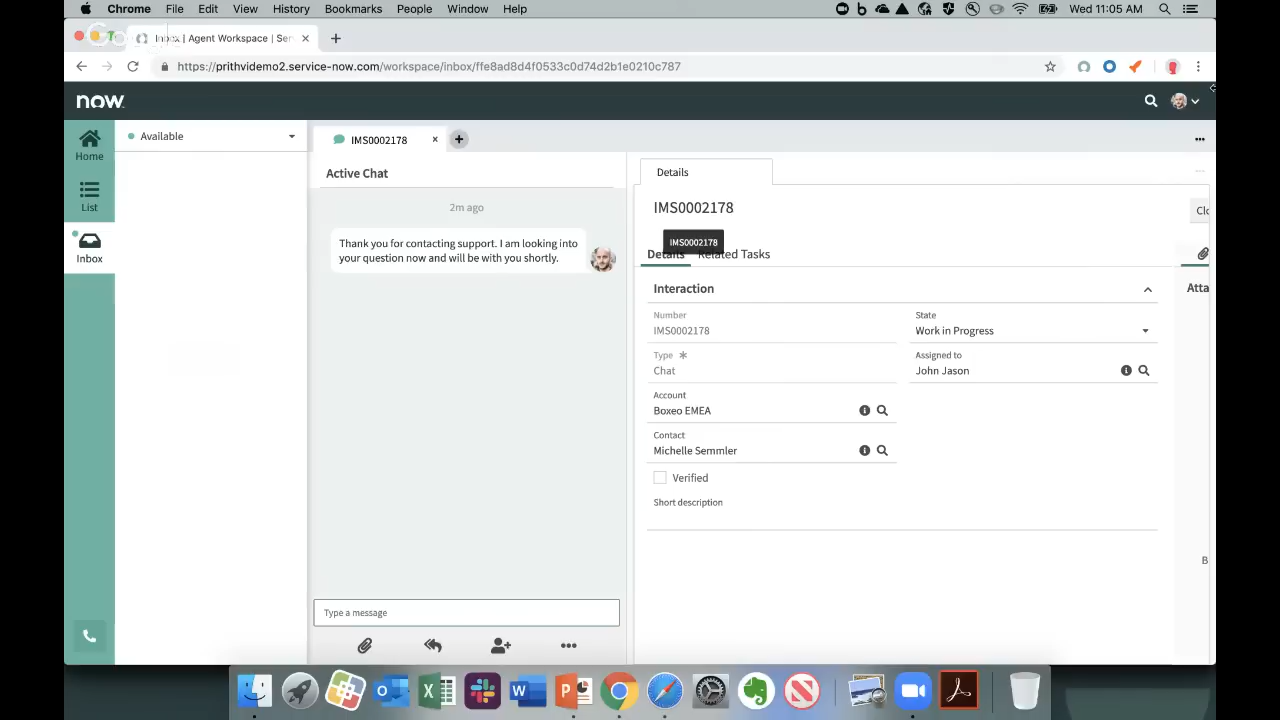 Chrome File Edit View History Bookmarks People Window Help Wed 11:05 AM
Inbox | Agent Workspace | Ser
https://prithvidemo2.service-now.com/workspace/inbox/ffe8ad8d4f0533c0d74d2b1e0210c787
now
Home
List
Inbox
Available
IMS0002178
Active Chat
2m ago
Thank you for contacting support. I am looking into
your question now and will be with you shortly.
Type a message
Details
IMS0002178
Clo
IMS0002178
Details Related Tasks
Interaction
Atta
Number
IMS0002178
State
Work in Progress
Type
Chat
Assigned to
John Jason
Account
Boxeo EMEA
Contact
Michelle Semmler
Verified
Short description
B